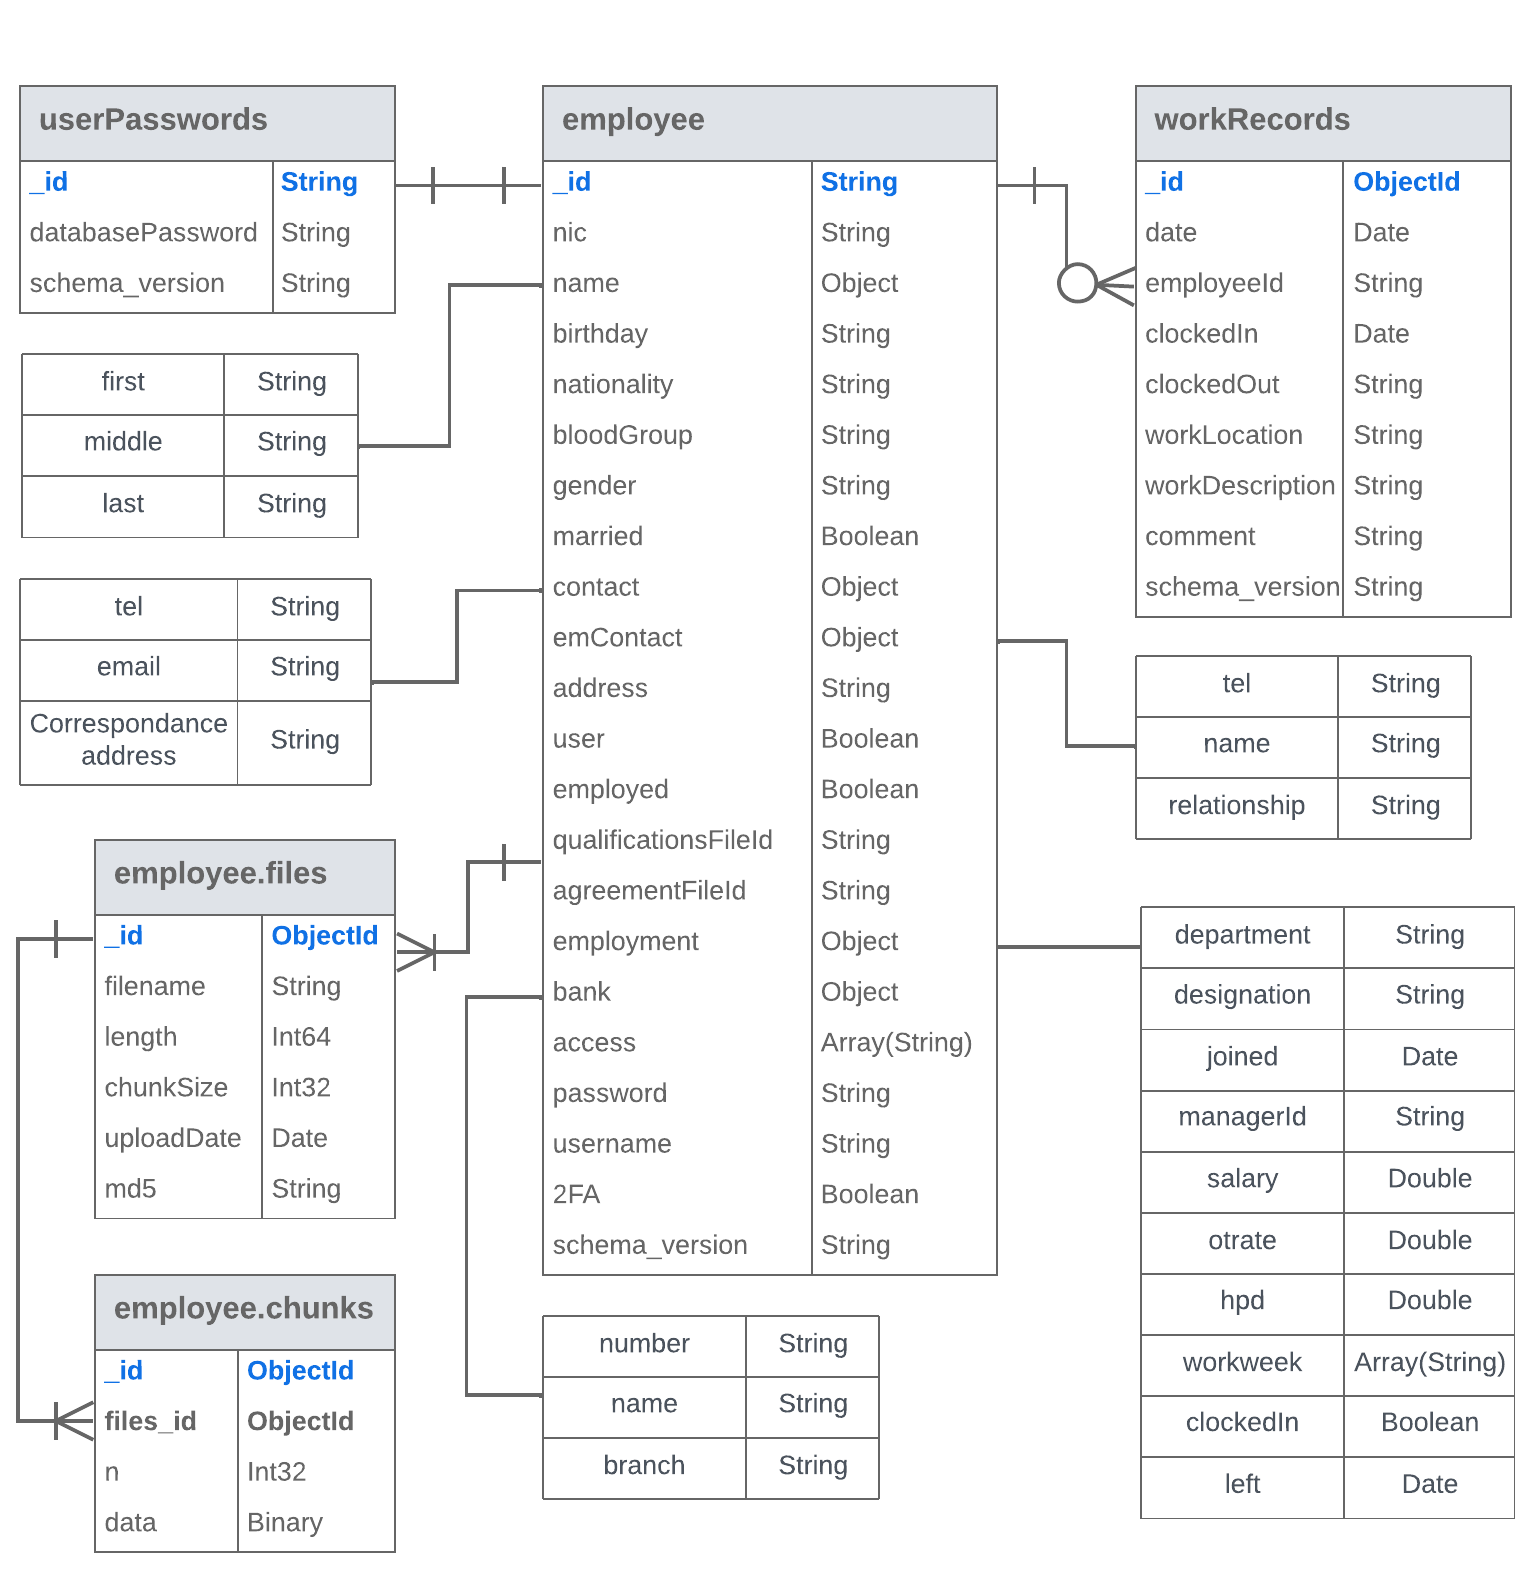 userPasswords
_id String
databasePassword String
schema_version String
first String
middle String
last String
tel String
email String
Correspondance
address String
employee.files
_id ObjectId
filename String
length Int64
chunkSize Int32
uploadDate Date
md5 String
employee.chunks
_id ObjectId
files_id ObjectId
n Int32
data Binary
employee
_id String
nic String
name Object
birthday String
nationality String
bloodGroup String
gender String
married Boolean
contact Object
emContact Object
address String
user Boolean
employed Boolean
qualificationsFileId String
agreementFileId String
employment Object
bank Object
access Array(String)
password String
username String
2FA Boolean
schema_version String
number String
name String
branch String
workRecords
_id ObjectId
date Date
employeeId String
clockedIn Date
clockedOut String
workLocation String
workDescription String
comment String
schema_version String
tel String
name String
relationship String
department String
designation String
joined Date
managerId String
salary Double
otrate Double
hpd Double
workweek Array(String)
clockedIn Boolean
left Date